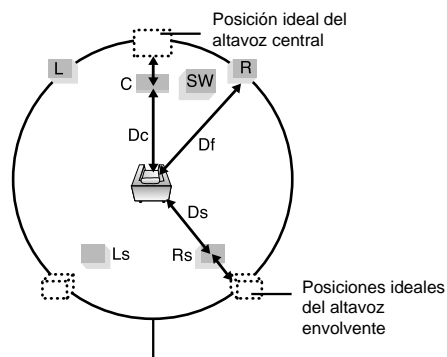 Posición ideal del
altavoz central
L
C
SW
R
Dc
Df
Ds
Ls
Rs
Posiciones ideales
del altavoz
envolvente